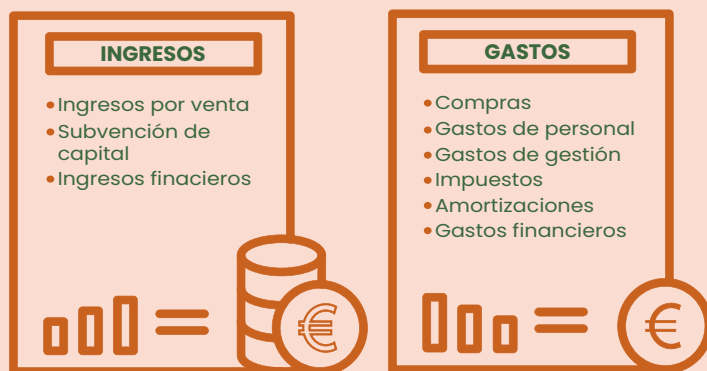 INGRESOS
• Ingresos por venta
• Subvención de
capital
• Ingresos finacieros
€
GASTOS
• Compras
• Gastos de personal
• Gastos de gestión
• Impuestos
• Amortizaciones
• Gastos financieros
€